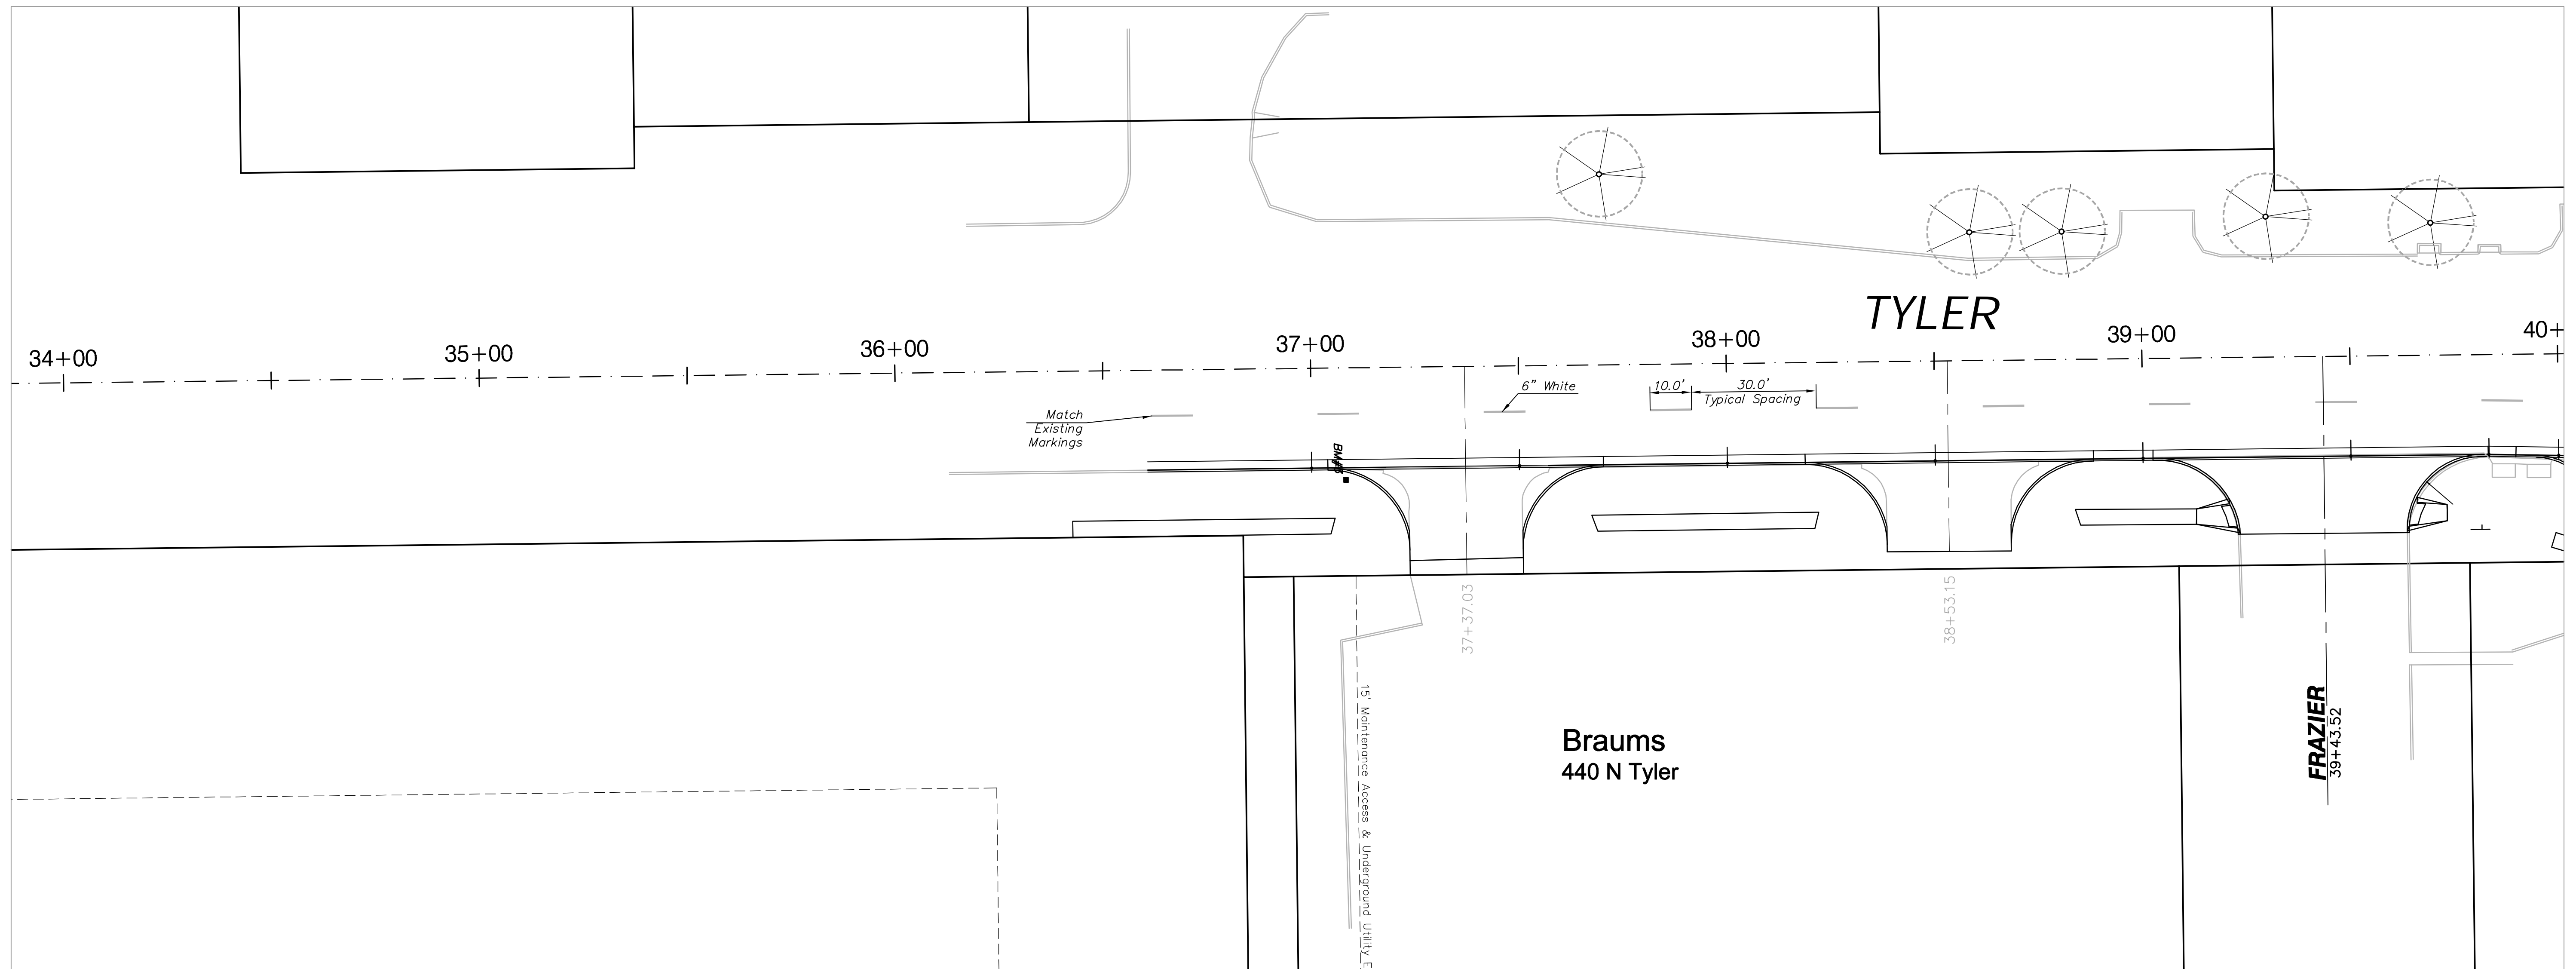 TYLER
34+00
35+00
36+00
37+00
38+00
39+00
40+
Match
Existing
Markings
6" White
10.0'
30.0'
Typical Spacing
37+37.03
38+53.15
FRAZIER
39+43.52
15' Maintenance Access & Underground Utility E
Braums
440 N Tyler